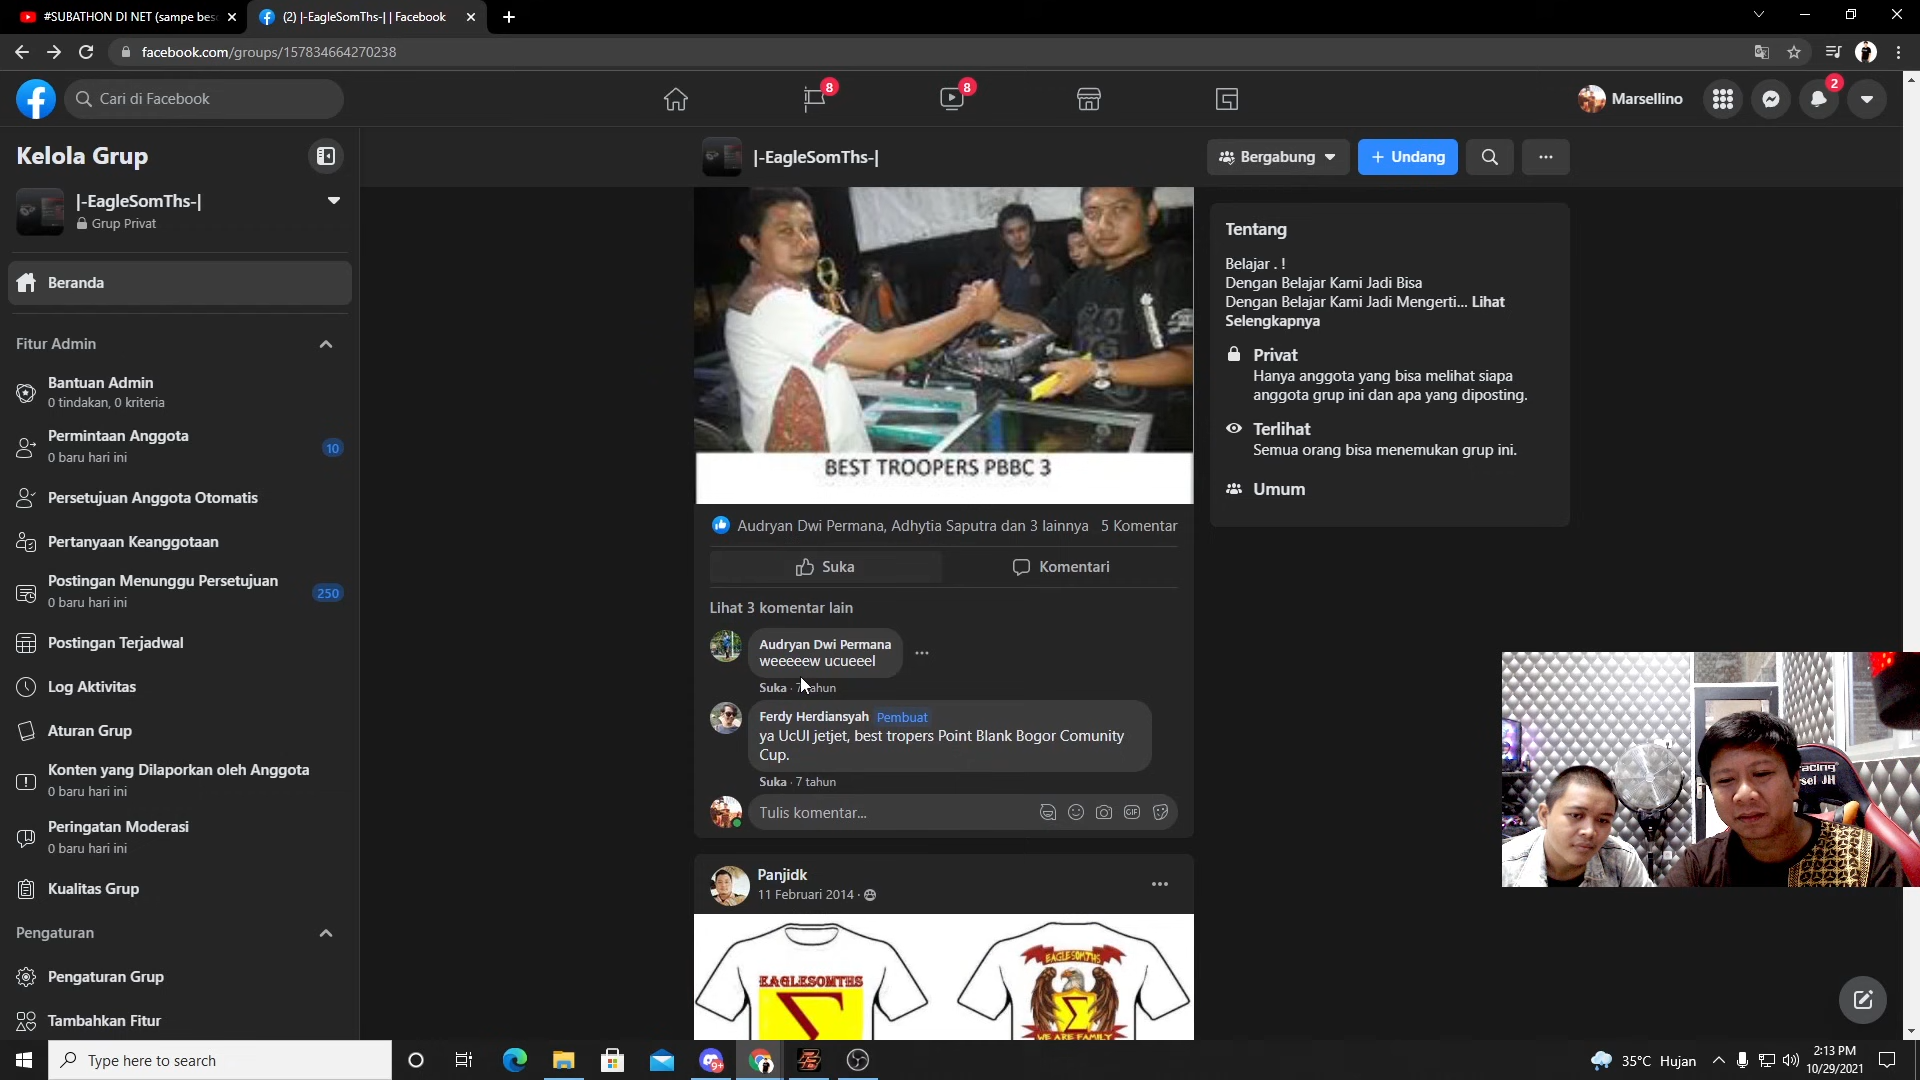 #SUBATHON DI NET (sampe bes
(2) |-EagleSomThs-| | Facebook
facebook.com/groups/157834664270238
Cari di Facebook
8
8
Marsellino
2
Kelola Grup
|-EagleSomThs-|
Grup Privat
Beranda
Fitur Admin
Bantuan Admin
0 tindakan, 0 kriteria
Permintaan Anggota
0 baru hari ini
10
Persetujuan Anggota Otomatis
Pertanyaan Keanggotaan
Postingan Menunggu Persetujuan
0 baru hari ini
250
Postingan Terjadwal
Log Aktivitas
Aturan Grup
Konten yang Dilaporkan oleh Anggota
0 baru hari ini
Peringatan Moderasi
0 baru hari ini
Kualitas Grup
Pengaturan
Pengaturan Grup
Tambahkan Fitur
|-EagleSomThs-|
Bergabung
+ Undang
BEST TROOPERS PBBC 3
Audryan Dwi Permana, Adhytia Saputra dan 3 lainnya
5 Komentar
Suka
Komentari
Lihat 3 komentar lain
Audryan Dwi Permana
weeeeew ucueeel
Suka · 7 tahun
Ferdy Herdiansyah Pembuat
ya UcUl jetjet, best tropers Point Blank Bogor Comunity
Cup.
Suka · 7 tahun
Tulis komentar...
GIF
Panjidk
11 Februari 2014 ·
EAGLESOMTHS
Σ
EAGLESOMTHS
Σ
WE ARE FAMILY
Tentang
Belajar . !
Dengan Belajar Kami Jadi Bisa
Dengan Belajar Kami Jadi Mengerti... Lihat
Selengkapnya
Privat
Hanya anggota yang bisa melihat siapa
anggota grup ini dan apa yang diposting.
Terlihat
Semua orang bisa menemukan grup ini.
Umum
racing
sel JH
Type here to search
9+
35°C Hujan
2:13 PM
10/29/2021